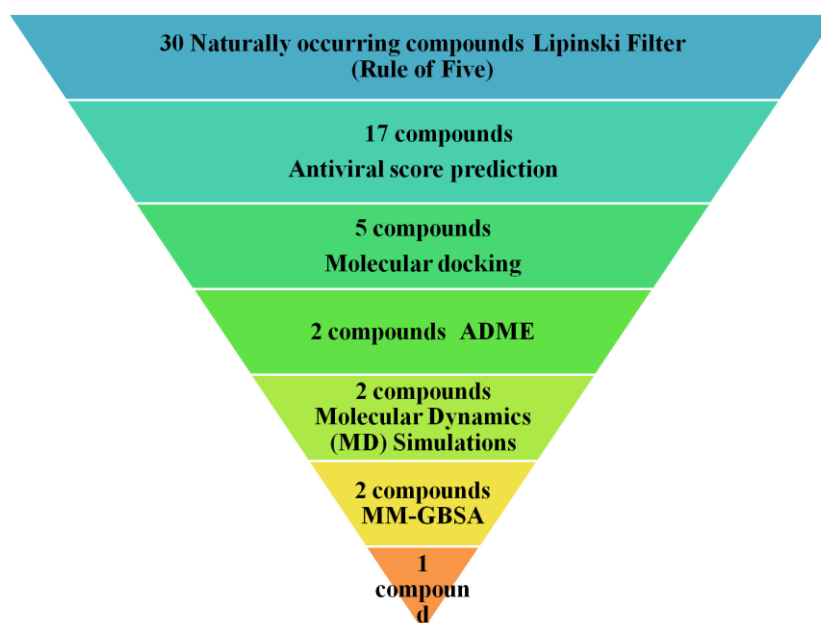 30 Naturally occurring compounds Lipinski Filter
(Rule of Five)
17 compounds
Antiviral score prediction
5 compounds
Molecular docking
2 compounds ADME
2 compounds
Molecular Dynamics
(MD) Simulations
2 compounds
MM-GBSA
1
compoun
d